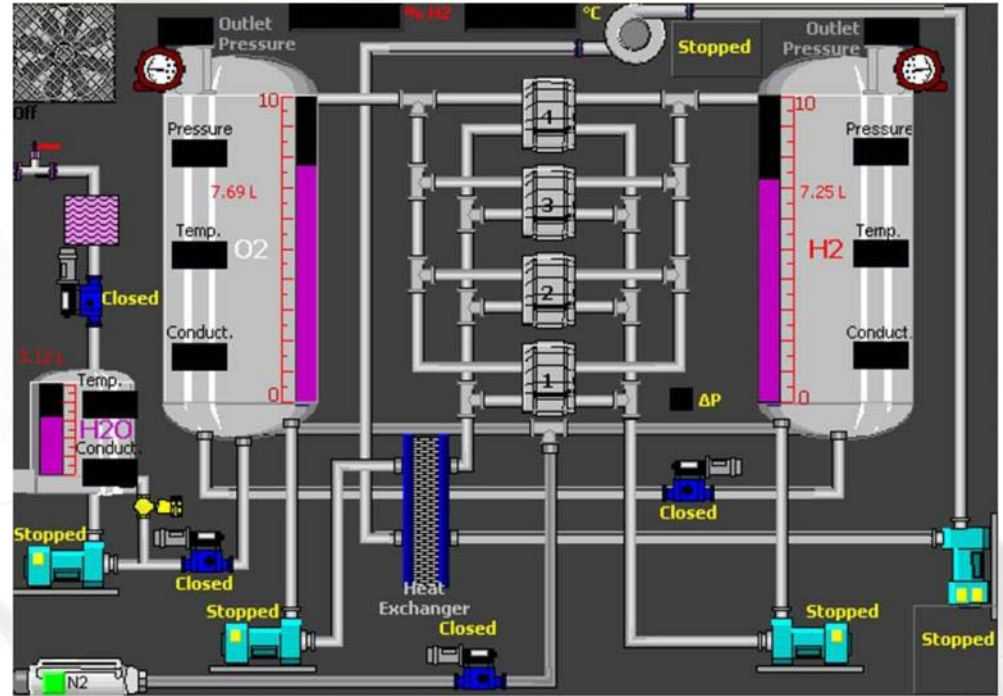 % H2
°C
Outlet
Pressure
Stopped
Outlet
Pressure
Off
10
Pressure
7.69 L
Temp.
O2
Conduct.
0
4
3
2
1
10
Pressure
7.25 L
Temp.
H2
Conduct.
0
ΔP
Closed
Temp.
H2O
Conduct.
Stopped
Closed
Heat
Exchanger
Closed
Stopped
Closed
Stopped
Stopped
N2